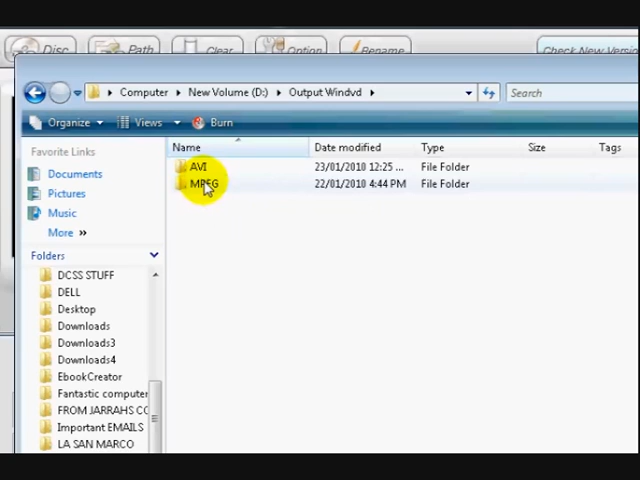 Disc Path Clear Option Rename Check New Versi
Computer New Volume (D:) Output Windvd Search
Organize Views Burn
Favorite Links
Documents
Pictures
Music
More »
Folders
DCSS STUFF
DELL
Desktop
Downloads
Downloads3
Downloads4
EbookCreator
Fantastic computer
FROM JARRAHS CC
Important EMAILS
LA SAN MARCO
Name Date modified Type Size Tags
AVI 23/01/2010 12:25 ... File Folder
MPEG 22/01/2010 4:44 PM File Folder